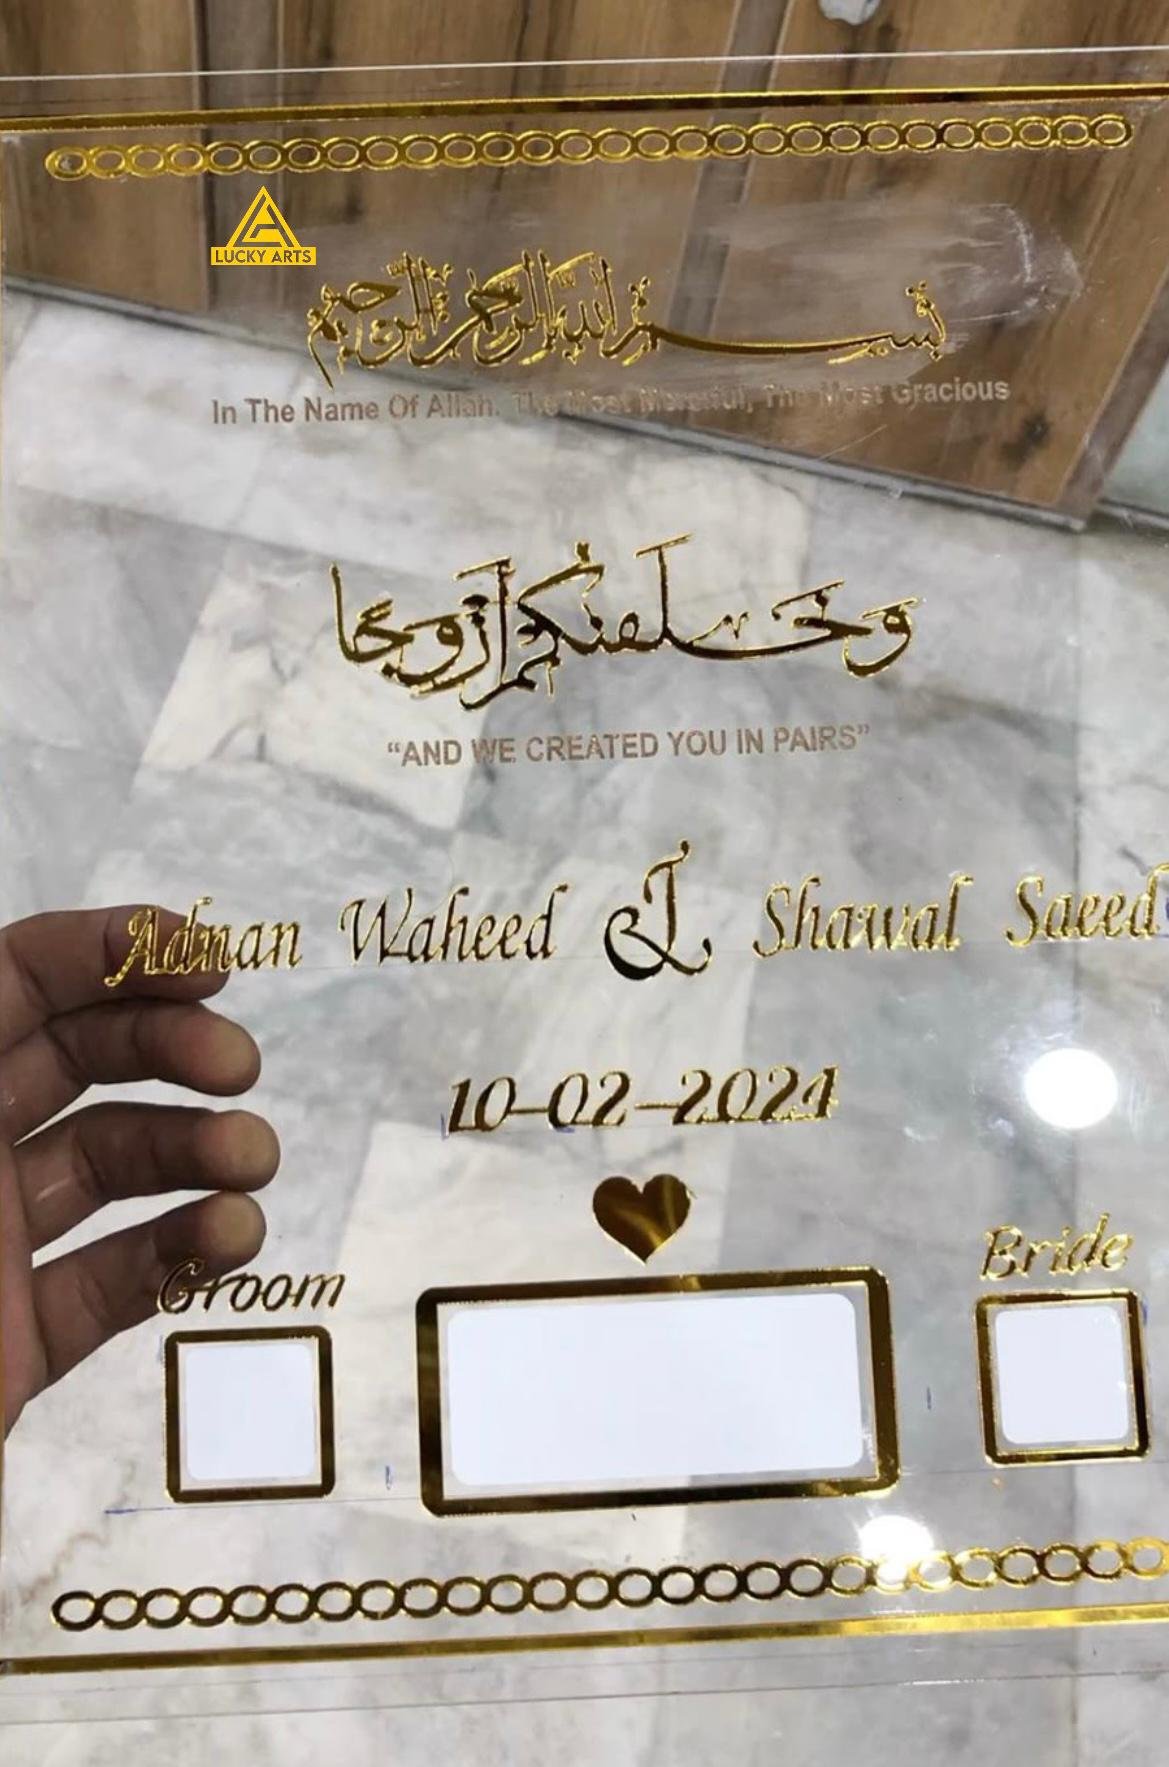 LUCKY ARTS
بسم الله الرحمن الرحيم
In The Name Of Allah. The Most Merciful, The Most Gracious
وخلقنكم أزوجا
“AND WE CREATED YOU IN PAIRS”
Adnan Waheed & Shawal Saeed
10-02-2024
Groom
Bride